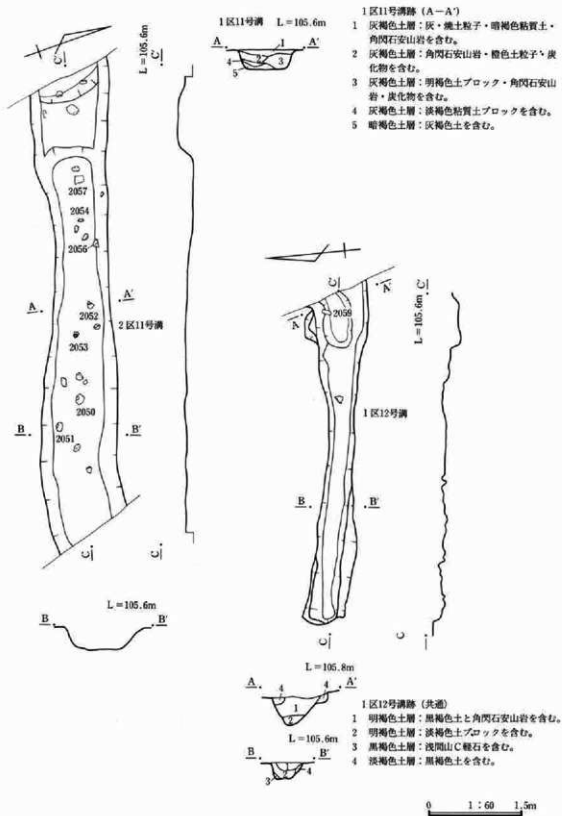 1区11号溝 L=105.6m
A A′
1
2
3
4
5
1区11号溝跡(A-A′)
1 灰褐色土層:灰・焼土粒子・暗褐色粘質土・
角閃石安山岩を含む。
2 灰褐色土層:角閃石安山岩・橙色土粒子・炭
化物を含む。
3 灰褐色土層:明褐色土ブロック・角閃石安山
岩・炭化物を含む。
4 灰褐色土層:淡褐色粘質土ブロックを含む。
5 暗褐色土層:灰褐色土を含む。
C′
L=105.6m
C′
2057
2054
2056
A
A′
2052
2区11号溝
2053
2050
2051
B
B′
C
C
L=105.6m
B B′
C′
A′
2059
A
L=105.6m
C′
1区12号溝
B
B′
C
C
L=105.8m
A A′
4
4
1
2
L=105.6m
B B′
3
4
1区12号溝跡(共通)
1 明褐色土層:黒褐色土と角閃石安山岩を含む。
2 明褐色土層:淡褐色土ブロックを含む。
3 黒褐色土層:浅間山C軽石を含む。
4 淡褐色土層:黒褐色土を含む。
0 1:60 1.5m